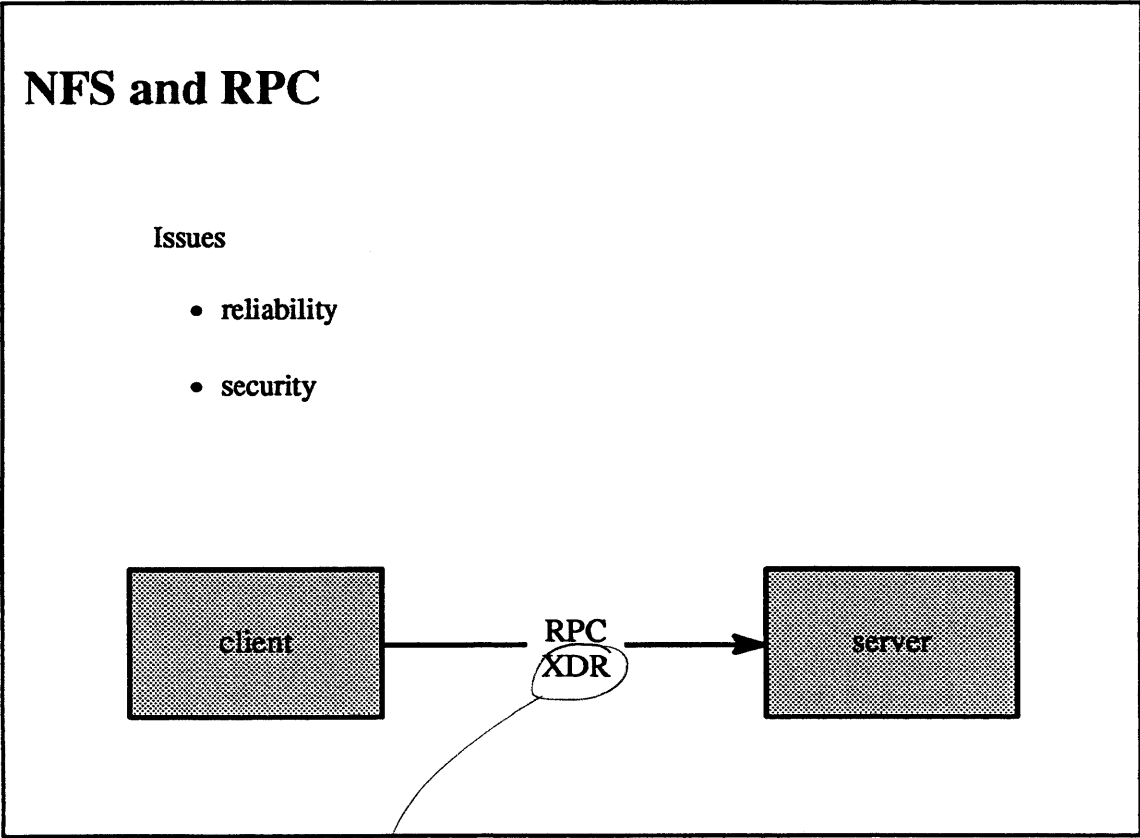 NFS and RPC
Issues
• reliability
• security
client
RPC
XDR
server